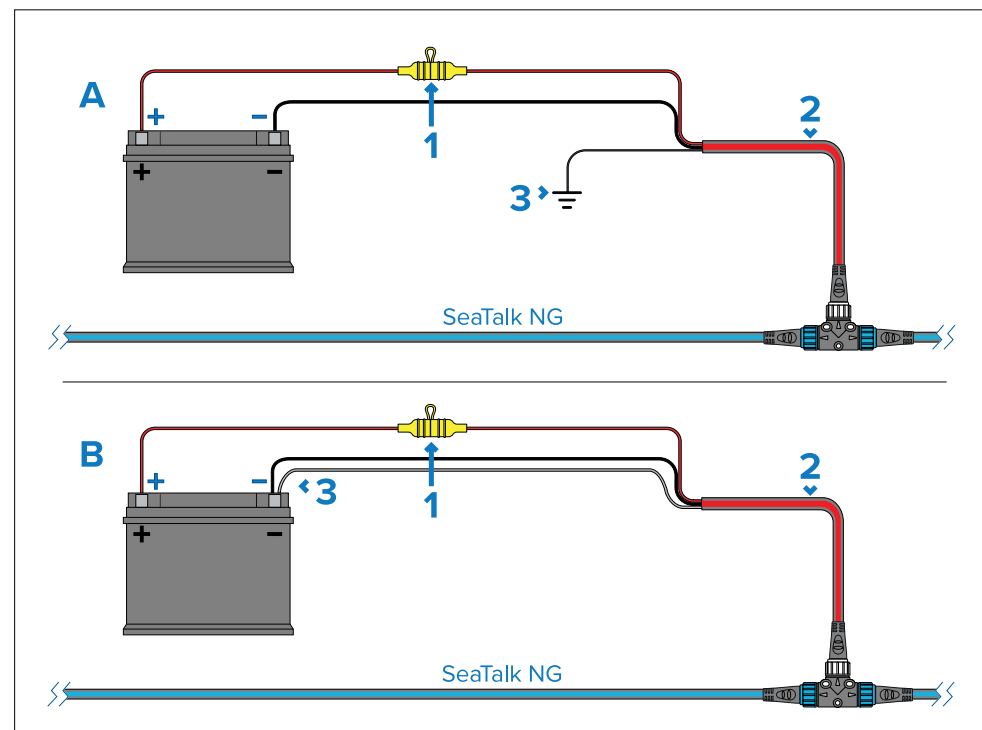 A
+ −
+ −
1
2
3
SeaTalk NG
B
+ −
3
+ −
1
2
SeaTalk NG